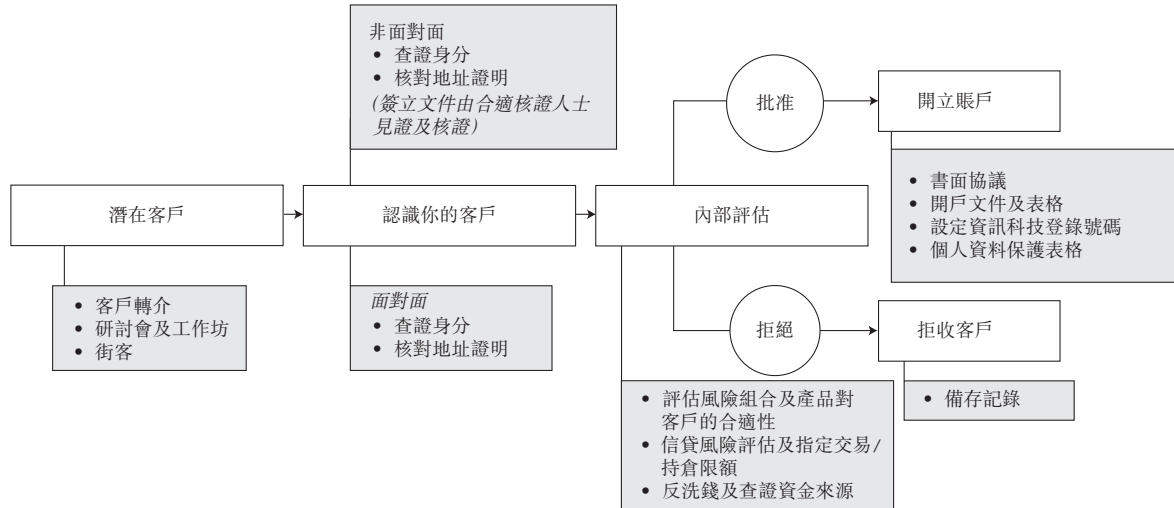 非面對面
• 查證身分
• 核對地址證明
(簽立文件由合適核證人士
見證及核證)
批准
開立賬戶
• 書面協議
• 開戶文件及表格
• 設定資訊科技登錄號碼
• 個人資料保護表格
潛在客戶
認識你的客戶
內部評估
• 客戶轉介
• 研討會及工作坊
• 街客
面對面
• 查證身分
• 核對地址證明
拒絕
拒收客戶
• 備存記錄
• 評估風險組合及產品對
客戶的合適性
• 信貸風險評估及指定交易/
持倉限額
• 反洗錢及查證資金來源